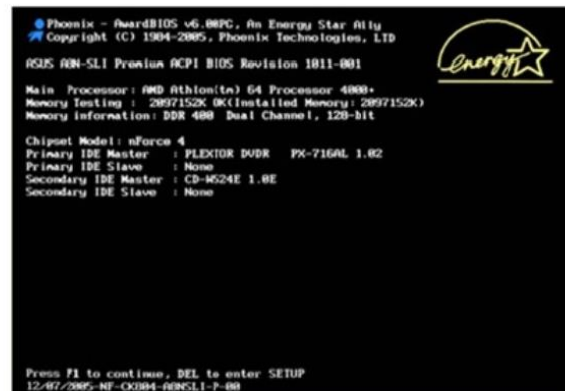 Phoenix - AwardBIOS v6.00PG, An Energy Star Ally
Copyright (C) 1984-2005, Phoenix Technologies, LTD
energy
ASUS A8N-SLI Premium ACPI BIOS Revision 1011-001
Main Processor: AMD Athlon(tm) 64 Processor 4000+
Memory Testing : 2097152K OK(Installed Memory: 2097152K)
Memory information: DDR 400 Dual Channel, 128-bit
Chipset Model: nForce 4
Primary IDE Master : PLEXTOR DVDR PX-716AL 1.02
Primary IDE Slave : None
Secondary IDE Master : CD-W524E 1.0E
Secondary IDE Slave : None
Press F1 to continue, DEL to enter SETUP
12/07/2005-NF-CK804-A8NSLI-P-00